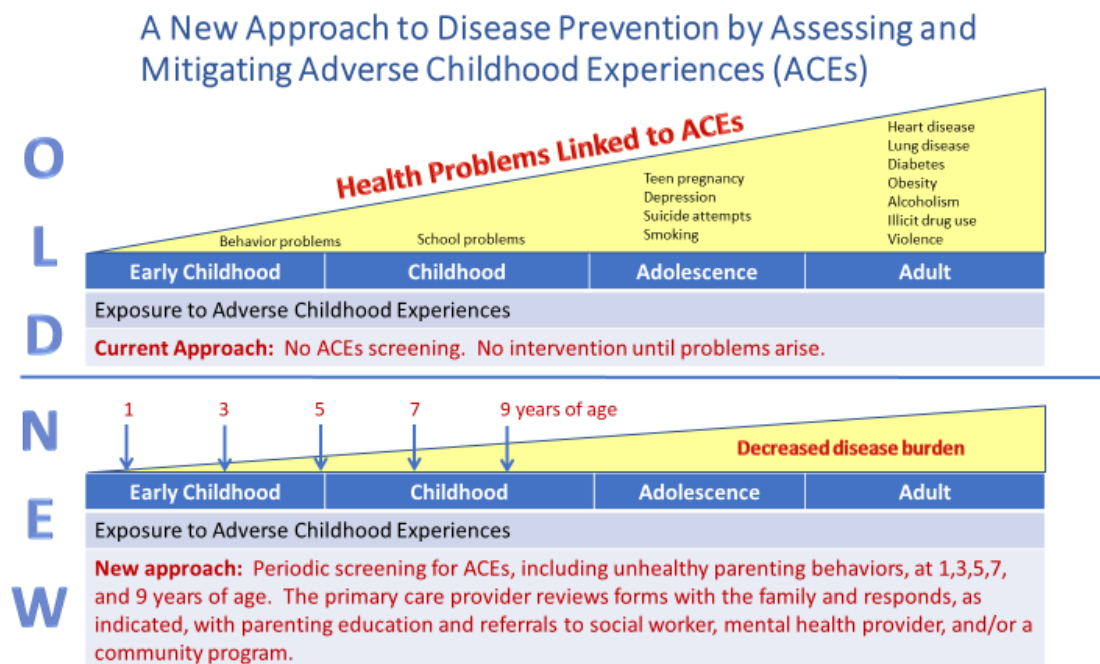 A New Approach to Disease Prevention by Assessing and
Mitigating Adverse Childhood Experiences (ACEs)
OLD
Health Problems Linked to ACEs
Behavior problems
School problems
Teen pregnancy
Depression
Suicide attempts
Smoking
Heart disease
Lung disease
Diabetes
Obesity
Alcoholism
Illicit drug use
Violence
Early Childhood Childhood Adolescence Adult
Exposure to Adverse Childhood Experiences
Current Approach: No ACEs screening. No intervention until problems arise.
NEW
1 3 5 7 9 years of age
Decreased disease burden
Early Childhood Childhood Adolescence Adult
Exposure to Adverse Childhood Experiences
New approach: Periodic screening for ACEs, including unhealthy parenting behaviors, at 1,3,5,7,
and 9 years of age. The primary care provider reviews forms with the family and responds, as
indicated, with parenting education and referrals to social worker, mental health provider, and/or a
community program.